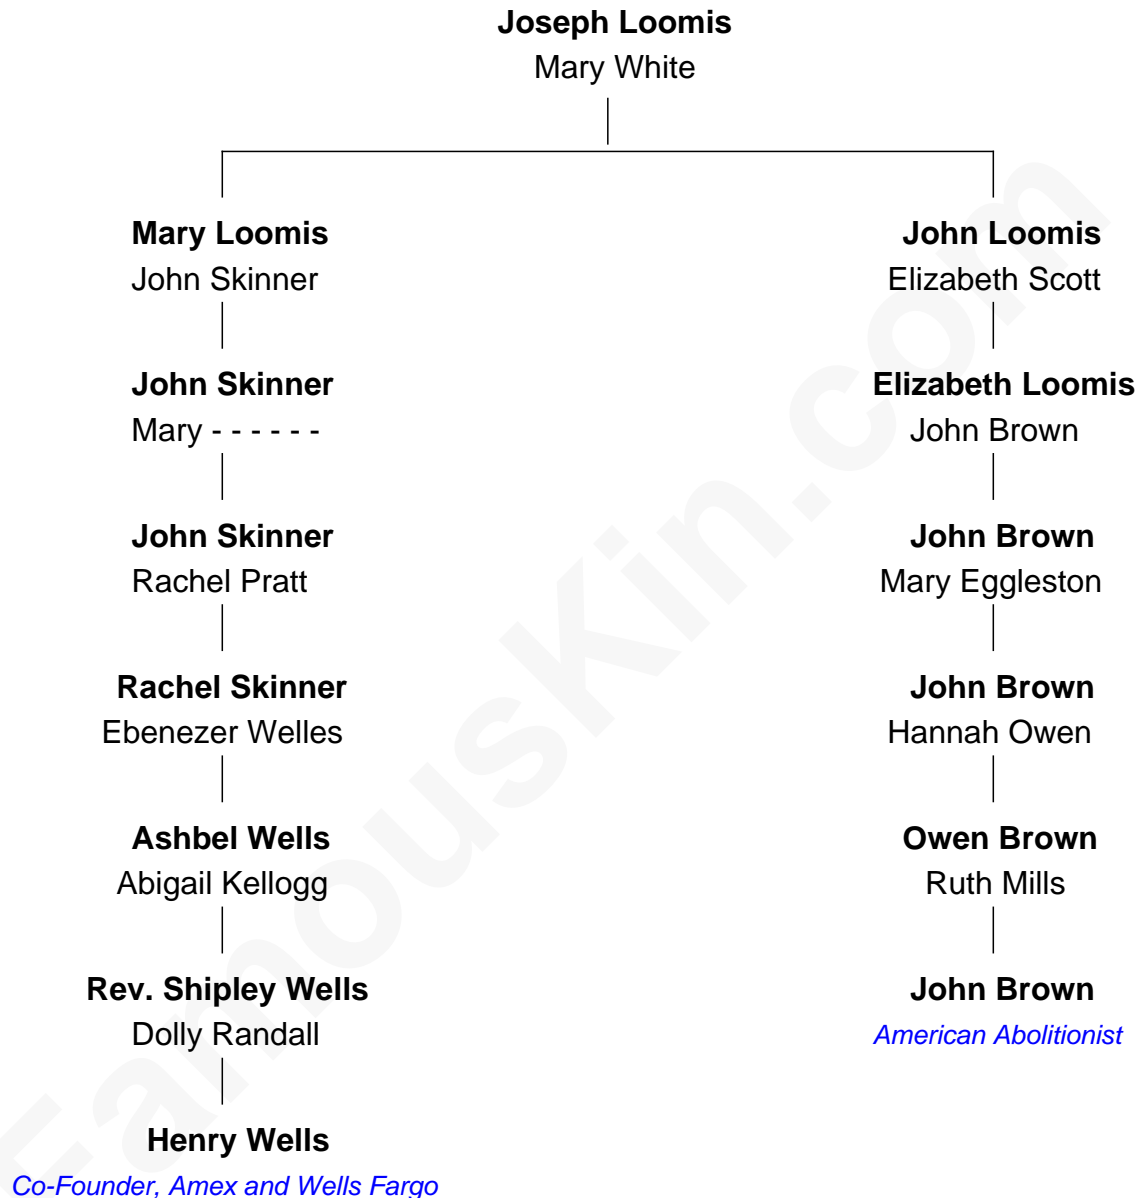 Joseph Loomis
Mary White
Mary Loomis
John Skinner
John Loomis
Elizabeth Scott
John Skinner
Mary - - - - - -
Elizabeth Loomis
John Brown
John Skinner
Rachel Pratt
John Brown
Mary Eggleston
Rachel Skinner
Ebenezer Welles
John Brown
Hannah Owen
Ashbel Wells
Abigail Kellogg
Owen Brown
Ruth Mills
Rev. Shipley Wells
Dolly Randall
John Brown
American Abolitionist
Henry Wells
Co-Founder, Amex and Wells Fargo
FamousKin.com